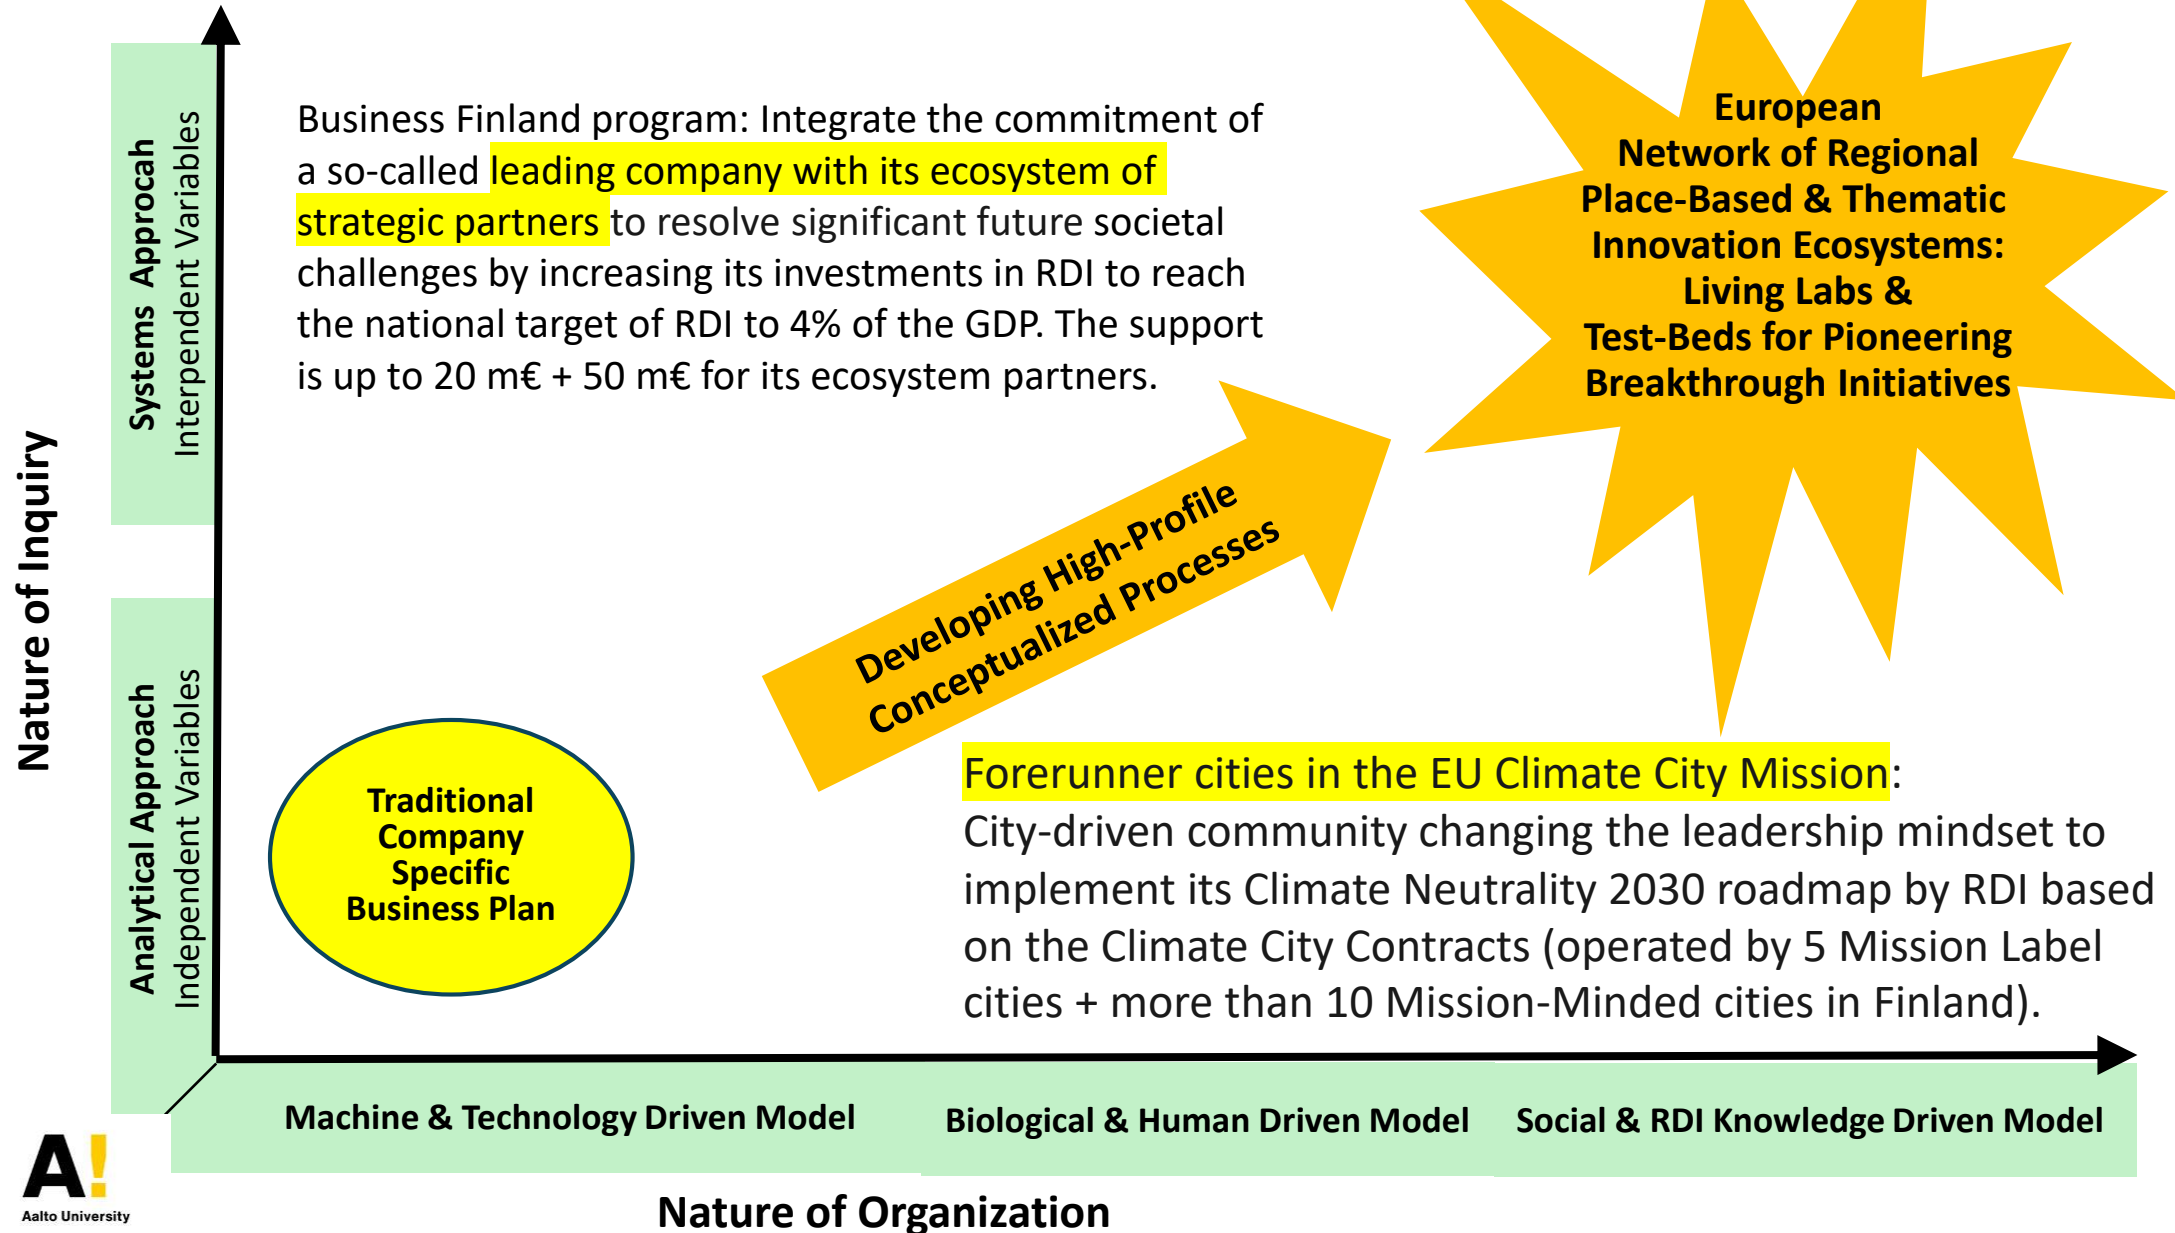 Nature of Inquiry
Systems Approcah
Interpendent Variables
Analytical Approach
Independent Variables
Business Finland program: Integrate the commitment of
a so-called leading company with its ecosystem of
strategic partners to resolve significant future societal
challenges by increasing its investments in RDI to reach
the national target of RDI to 4% of the GDP. The support
is up to 20 m€ + 50 m€ for its ecosystem partners.
European
Network of Regional
Place-Based & Thematic
Innovation Ecosystems:
Living Labs &
Test-Beds for Pioneering
Breakthrough Initiatives
Developing High-Profile
Conceptualized Processes
Traditional
Company
Specific
Business Plan
Forerunner cities in the EU Climate City Mission:
City-driven community changing the leadership mindset to
implement its Climate Neutrality 2030 roadmap by RDI based
on the Climate City Contracts (operated by 5 Mission Label
cities + more than 10 Mission-Minded cities in Finland).
Machine & Technology Driven Model
Biological & Human Driven Model
Social & RDI Knowledge Driven Model
Nature of Organization
A!
Aalto University